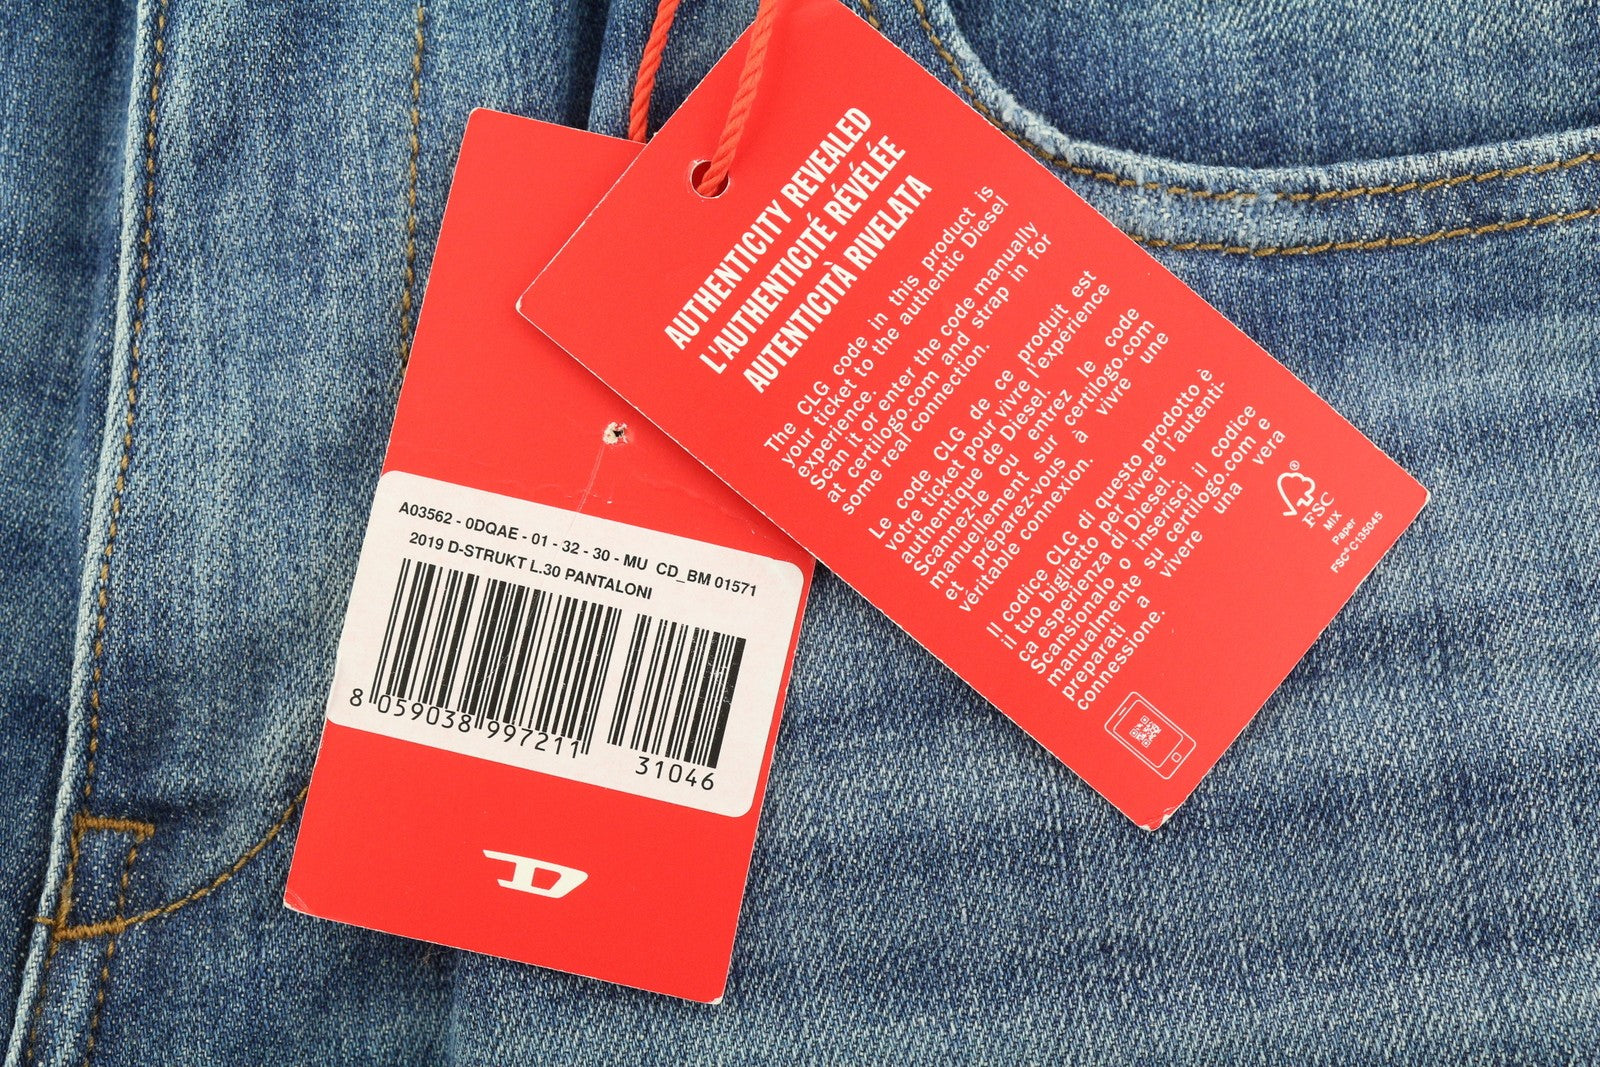 A03562 - 0DQAE - 01 - 32 - 30 - MU CD_BM 01571
2019 D-STRUKT L.30 PANTALONI
8 059038 997211
31046
D
AUTHENTICITY REVEALED
L'AUTHENTICITÉ RÉVÉLÉE
AUTENTICITÀ RIVELATA
The CLG code in this product is
your ticket to the authentic Diesel
experience.
Scan it or enter the code manually
at certilogo.com and strap in for
some real connection.
Le code CLG de ce produit est
votre ticket pour vivre l'expérience
authentique de Diesel.
Scannez-le ou entrez le code
manuellement sur certilogo.com
et préparez-vous à vivre une
véritable connexion.
Il codice CLG di questo prodotto è
il tuo biglietto per vivere l'autenti-
ca esperienza di Diesel.
Scansionalo o inserisci il codice
manualmente su certilogo.com e
preparati a vivere una vera
connessione.
®
FSC
MIX
Paper
FSC® C135045